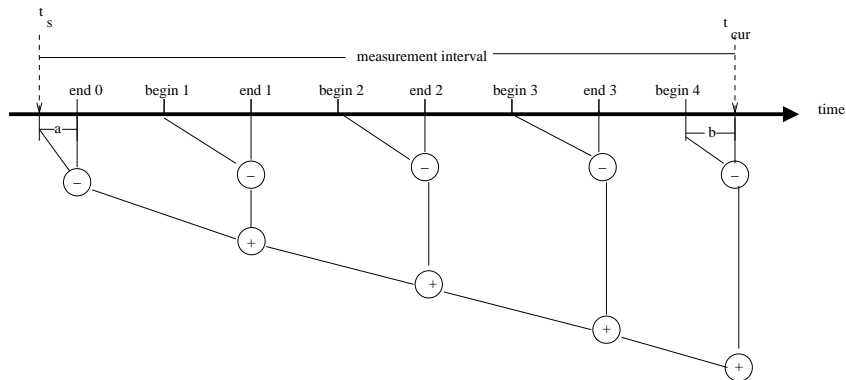 t s
t cur
measurement interval
end 0 begin 1 end 1 begin 2 end 2 begin 3 end 3 begin 4
time
a b
− − − − −
+
+
+
+